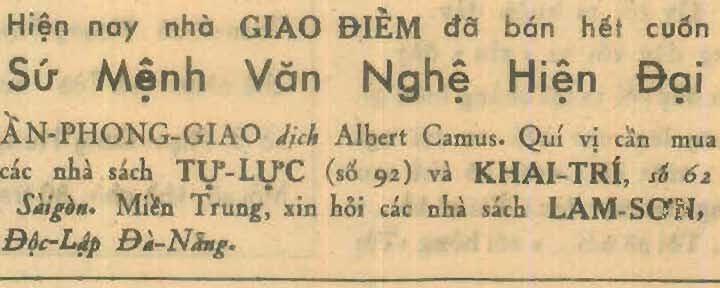 Hiện nay nhà GIAO ĐIỂM đã bán hết cuốn
Sứ Mệnh Văn Nghệ Hiện Đại
ẦN-PHONG-GIAO dịch Albert Camus. Quí vị cần mua
các nhà sách TỰ-LỰC (số 92) và KHAI-TRÍ, số 62
Sàigòn. Miền Trung, xin hỏi các nhà sách LAM-SƠN,
Độc-Lập Đà-Nẵng.